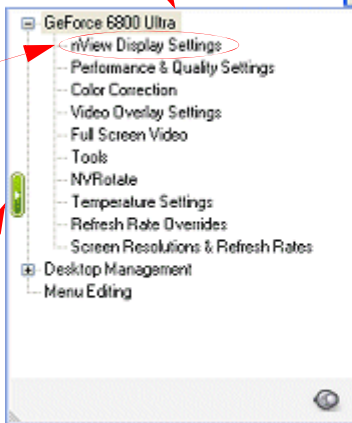 GeForce 6800 Ultra
nView Display Settings
Performance & Quality Settings
Color Correction
Video Overlay Settings
Full Screen Video
Tools
NVRotate
Temperature Settings
Refresh Rate Overrides
Screen Resolutions & Refresh Rates
Desktop Management
Menu Editing